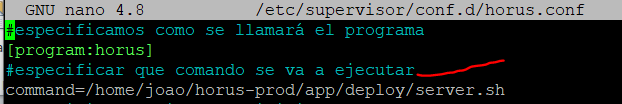 GNU nano 4.8 /etc/supervisor/conf.d/horus.conf
#especificamos como se llamará el programa
[program:horus]
#especificar que comando se va a ejecutar
command=/home/joao/horus-prod/app/deploy/server.sh